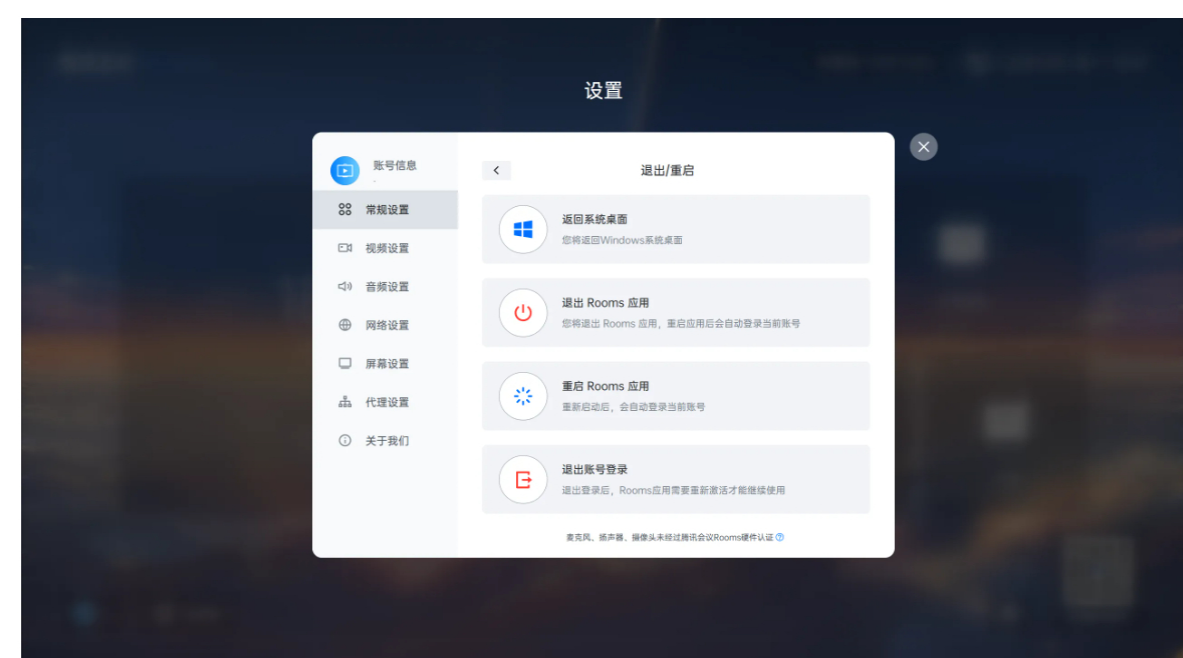 设置
账号信息
常规设置
视频设置
音频设置
网络设置
屏幕设置
代理设置
关于我们
退出/重启
返回系统桌面
您将返回Windows系统桌面
退出 Rooms 应用
您将退出 Rooms 应用，重启应用后会自动登录当前账号
重启 Rooms 应用
重新启动后，会自动登录当前账号
退出账号登录
退出登录后，Rooms应用需要重新激活才能继续使用
麦克风、扬声器、摄像头未经过腾讯会议Rooms硬件认证